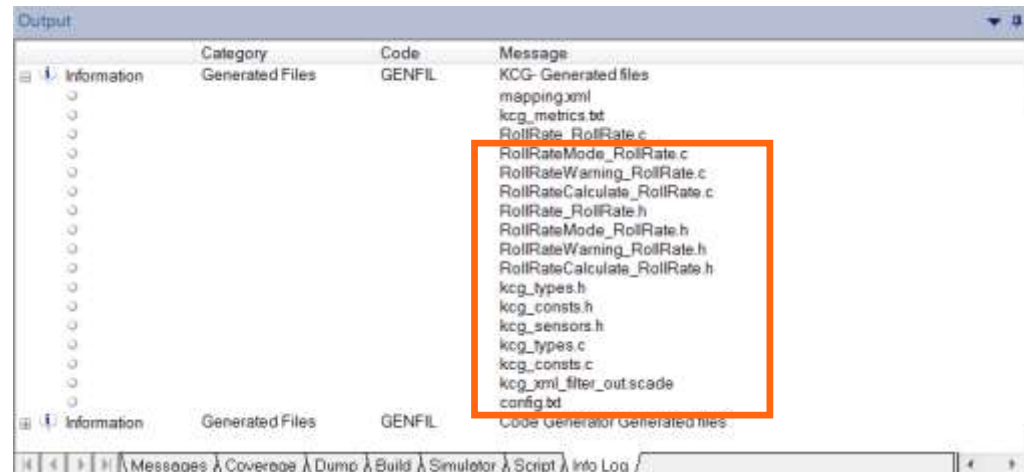 Output
Category Code Message
Information Generated Files GENFIL KCG- Generated files
mapping.xml
kcg_metrics.txt
RollRate_RollRate.c
RollRateMode_RollRate.c
RollRateWarning_RollRate.c
RollRateCalculate_RollRate.c
RollRate_RollRate.h
RollRateMode_RollRate.h
RollRateWarning_RollRate.h
RollRateCalculate_RollRate.h
kcg_types.h
kcg_consts.h
kcg_sensors.h
kcg_types.c
kcg_consts.c
kcg_xml_filter_out.scade
config.txt
Information Generated Files GENFIL Code Generator Generated files
Messages Coverage Dump Build Simulator Script Info Log